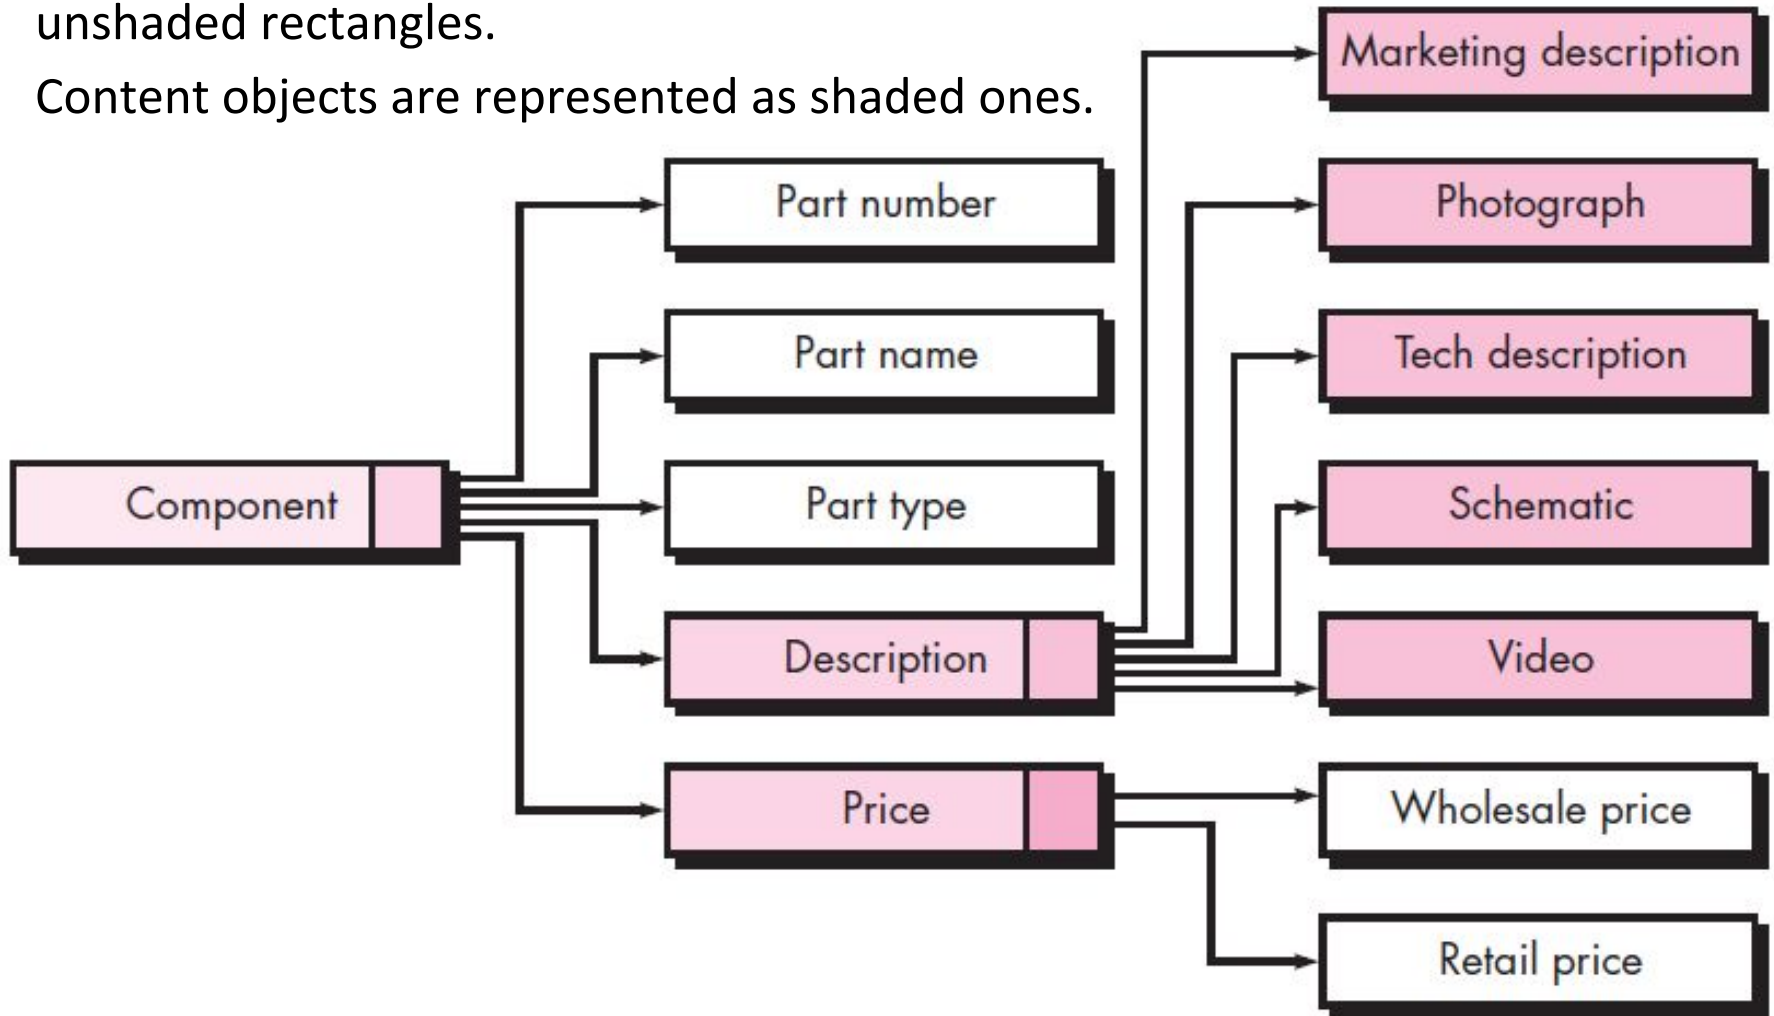 unshaded rectangles.
Content objects are represented as shaded ones.
Marketing description
Part number
Photograph
Part name
Tech description
Component
Part type
Schematic
Description
Video
Price
Wholesale price
Retail price